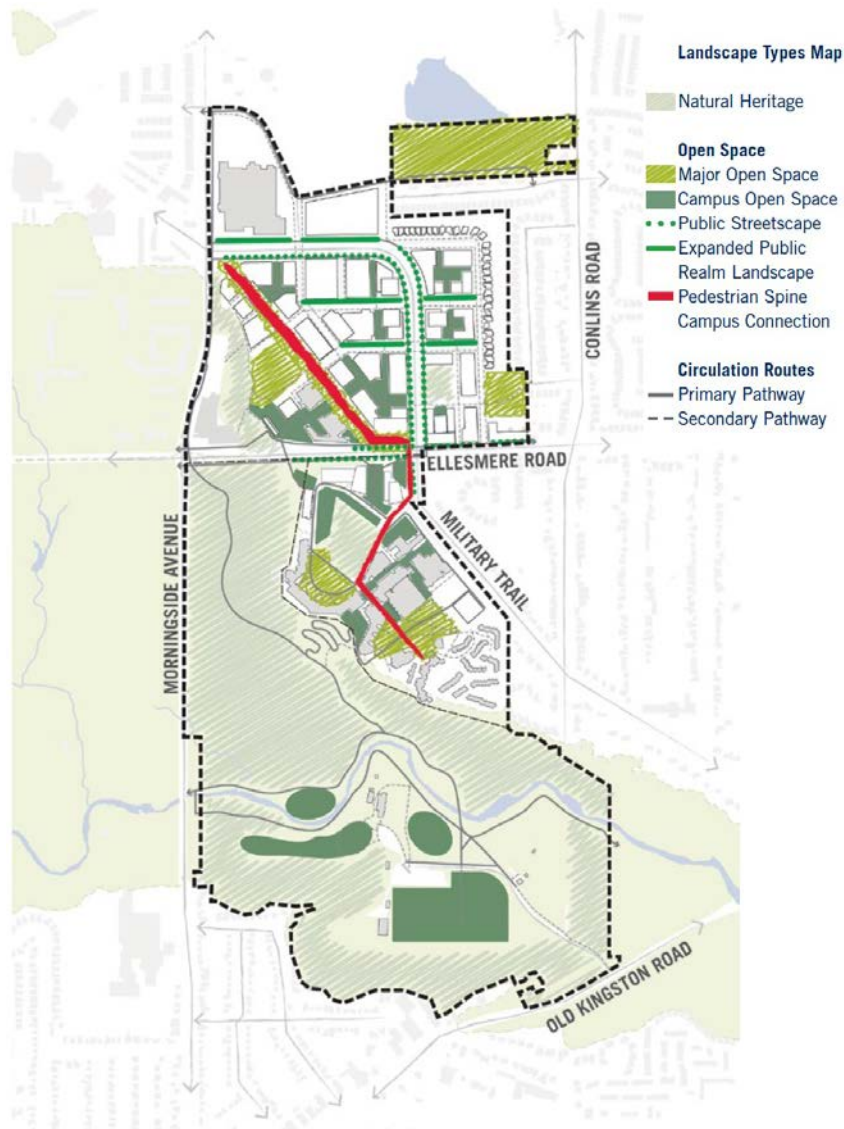 Landscape Types Map
Natural Heritage
Open Space
Major Open Space
Campus Open Space
Public Streetscape
Expanded Public
Realm Landscape
Pedestrian Spine
Campus Connection
Circulation Routes
Primary Pathway
Secondary Pathway
CONLINS ROAD
ELLESMERE ROAD
MILITARY TRAIL
MORNINGSIDE AVENUE
OLD KINGSTON ROAD